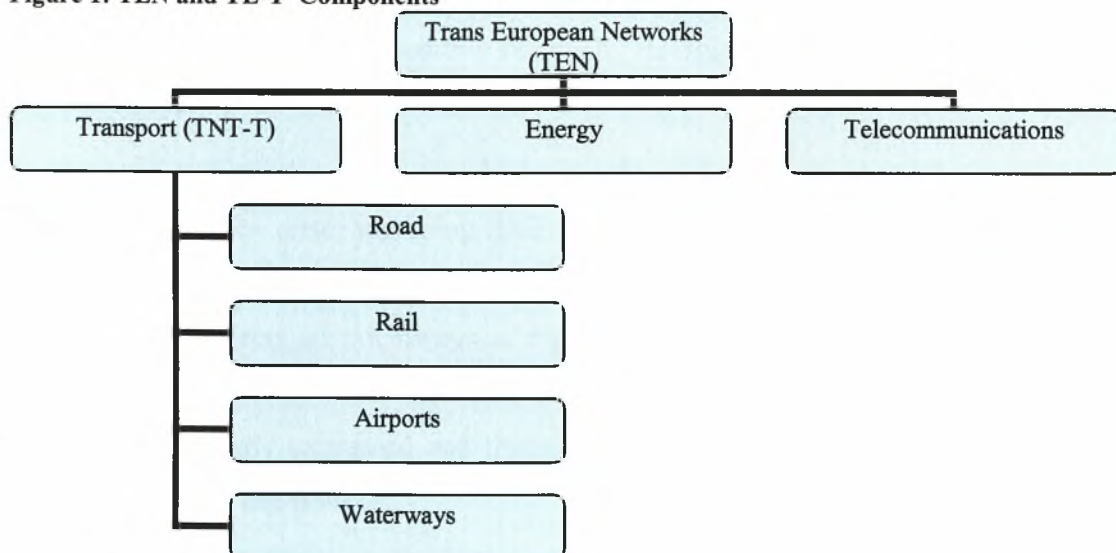 Figure 1: TEN and TE-T Components
Trans European Networks
(TEN)
Transport (TNT-T)
Energy
Telecommunications
Road
Rail
Airports
Waterways